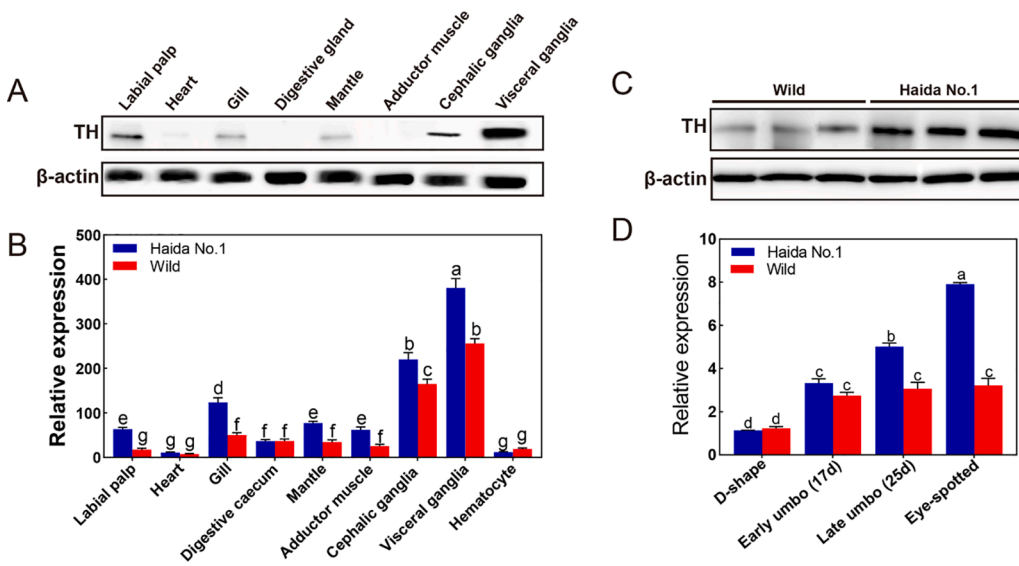 A
Labial palp
Heart
Gill
Digestive gland
Mantle
Adductor muscle
Cephalic ganglia
Visceral ganglia
TH
β-actin
B
Relative expression
500
400
300
200
100
0
Haida No.1
Wild
e g
g g
d f
f f
e f
e f
b c
a b
g g
Labial palp
Heart
Gill
Digestive caecum
Mantle
Adductor muscle
Cephalic ganglia
Visceral ganglia
Hematocyte
C
Wild Haida No.1
TH
β-actin
D
Relative expression
10
8
6
4
2
0
Haida No.1
Wild
d d
c c
b c
a c
D-shape
Early umbo (17d)
Late umbo (25d)
Eye-spotted